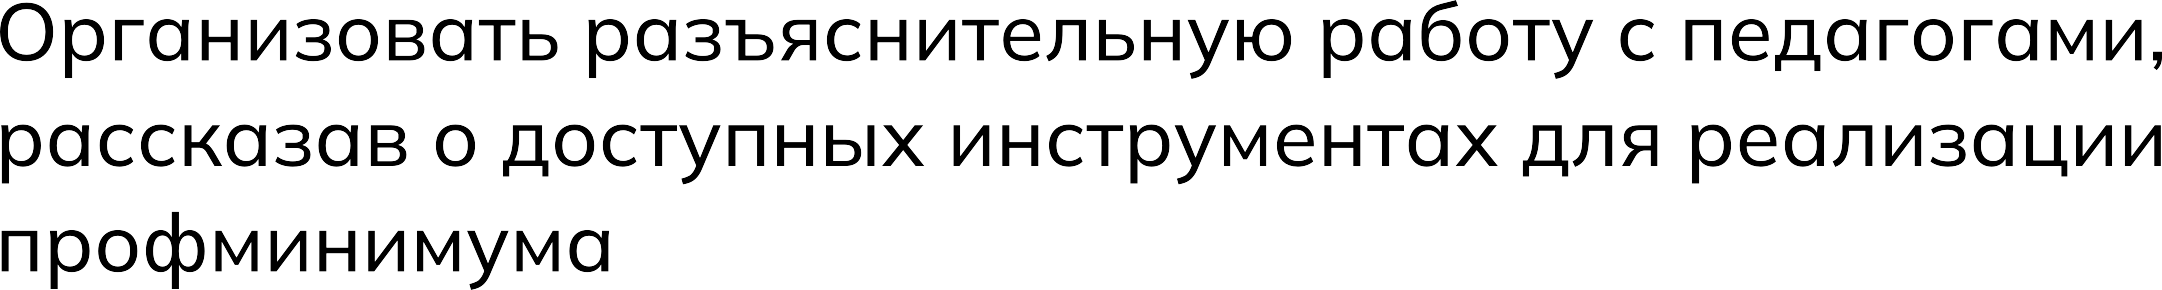 Организовать разъяснительную работу с педагогами,
рассказав о доступных инструментах для реализации
профминимума